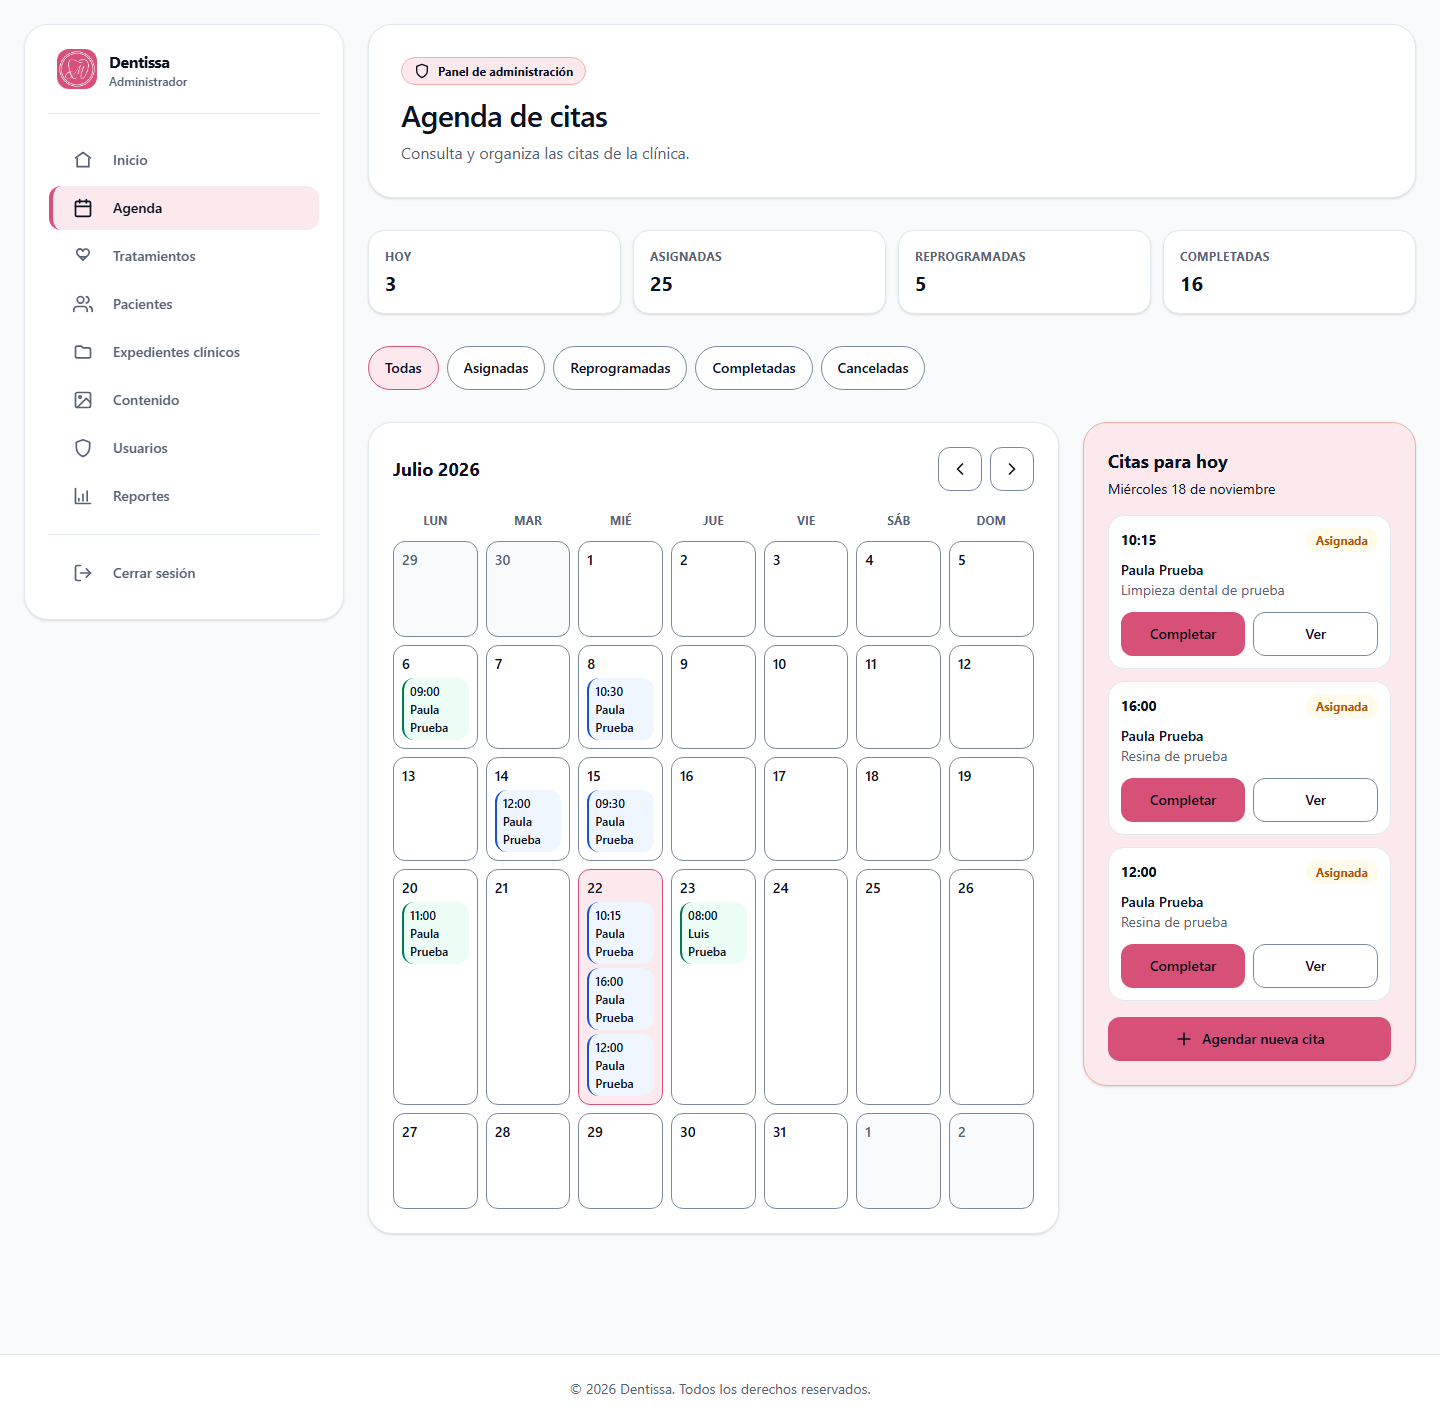 Dentissa
Administrador
Inicio
Agenda
Tratamientos
Pacientes
Expedientes clínicos
Contenido
Usuarios
Reportes
Cerrar sesión
Panel de administración
Agenda de citas
Consulta y organiza las citas de la clínica.
HOY
3
ASIGNADAS
25
REPROGRAMADAS
5
COMPLETADAS
16
Todas
Asignadas
Reprogramadas
Completadas
Canceladas
Julio 2026
LUN MAR MIÉ JUE VIE SÁB DOM
29 30 1 2 3 4 5
6 7 8 9 10 11 12
09:00
Paula
Prueba
10:30
Paula
Prueba
13 14 15 16 17 18 19
12:00
Paula
Prueba
09:30
Paula
Prueba
20 21 22 23 24 25 26
11:00
Paula
Prueba
10:15
Paula
Prueba
16:00
Paula
Prueba
12:00
Paula
Prueba
08:00
Luis
Prueba
27 28 29 30 31 1 2
Citas para hoy
Miércoles 18 de noviembre
10:15 Asignada
Paula Prueba
Limpieza dental de prueba
Completar Ver
16:00 Asignada
Paula Prueba
Resina de prueba
Completar Ver
12:00 Asignada
Paula Prueba
Resina de prueba
Completar Ver
Agendar nueva cita
© 2026 Dentissa. Todos los derechos reservados.